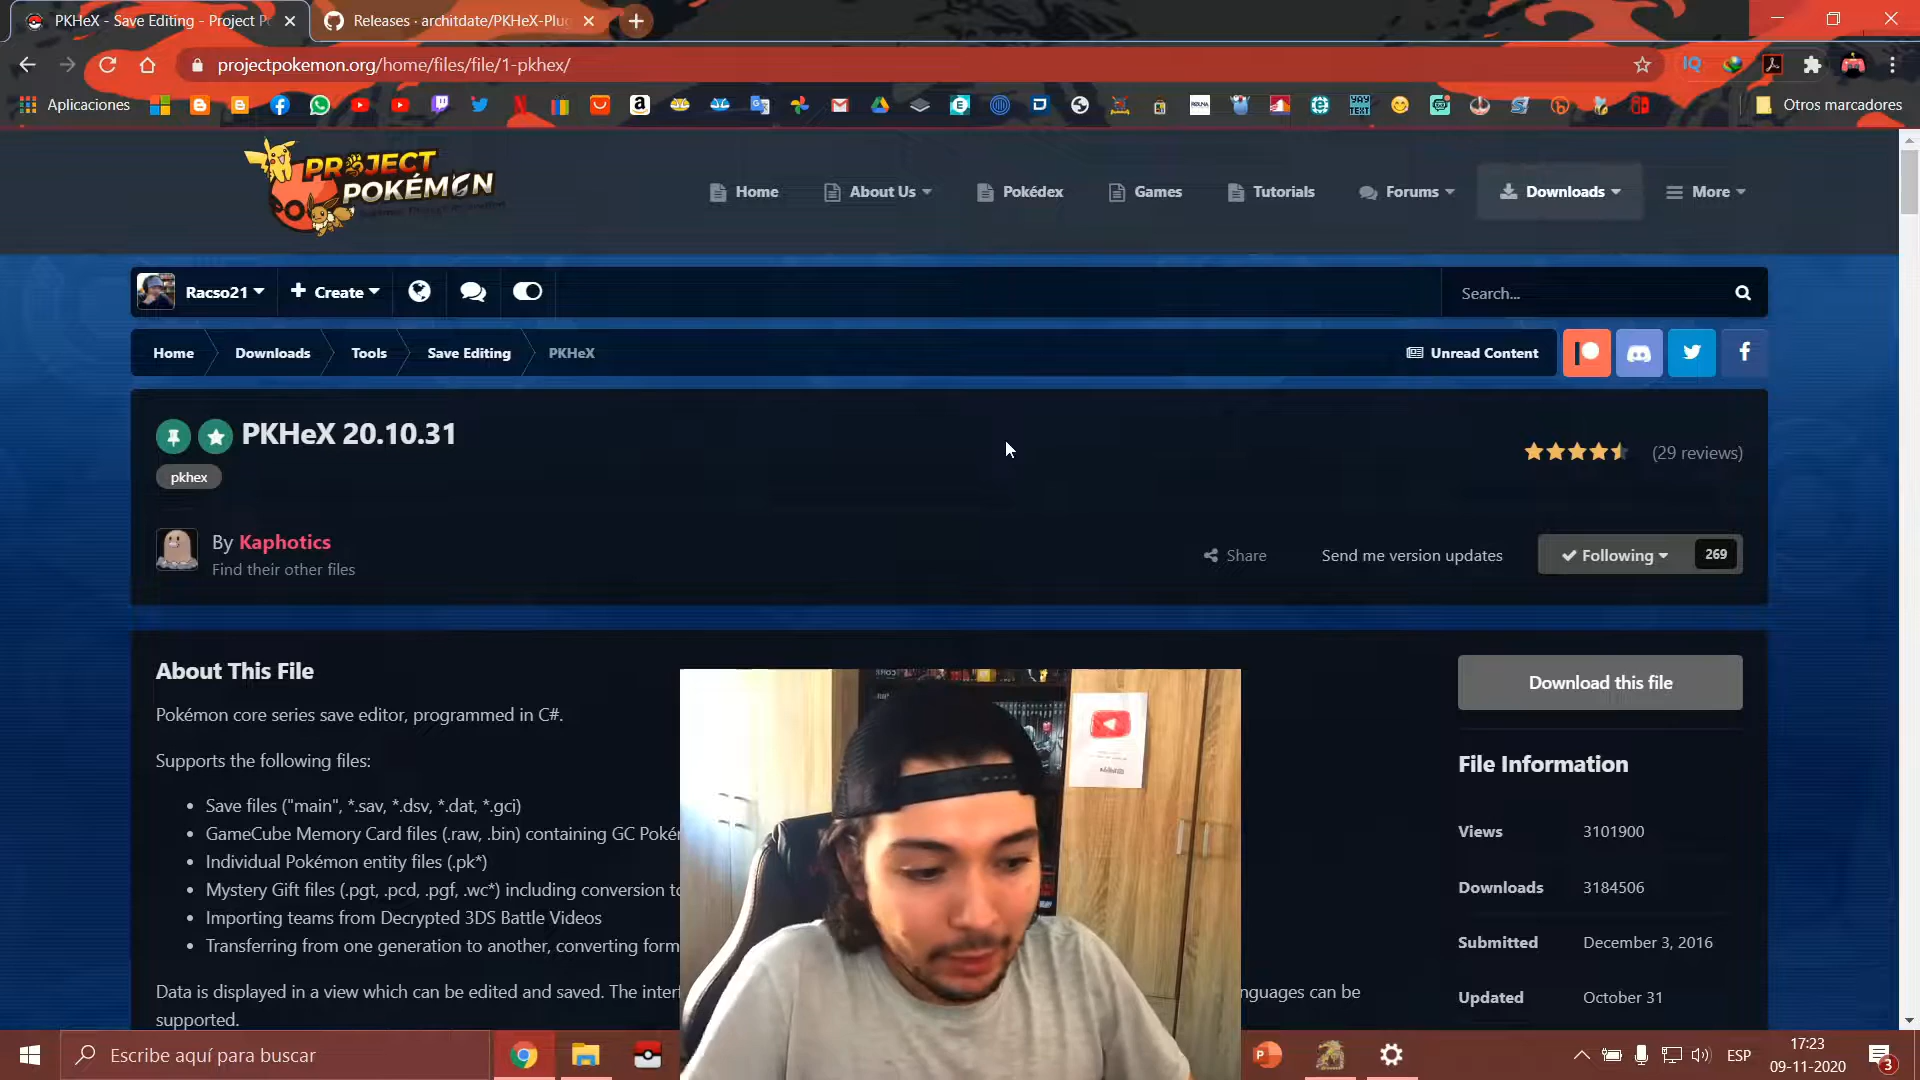 PKHeX - Save Editing - Project P
Releases · architdate/PKHeX-Plug
projectpokemon.org/home/files/file/1-pkhex/
Aplicaciones
Otros marcadores
PROJECT
POKÉMON
Home
About Us
Pokédex
Games
Tutorials
Forums
Downloads
More
Racso21
+ Create
Search...
Home
Downloads
Tools
Save Editing
PKHeX
Unread Content
PKHeX 20.10.31
(29 reviews)
pkhex
By Kaphotics
Find their other files
Share
Send me version updates
Following
269
About This File
Pokémon core series save editor, programmed in C#.
Supports the following files:
Save files ("main", *.sav, *.dsv, *.dat, *.gci)
GameCube Memory Card files (.raw, .bin) containing GC Poké
Individual Pokémon entity files (.pk*)
Mystery Gift files (.pgt, .pcd, .pgf, .wc*) including conversion to
Importing teams from Decrypted 3DS Battle Videos
Transferring from one generation to another, converting form
Data is displayed in a view which can be edited and saved. The interf
nguages can be
supported.
Download this file
File Information
Views 3101900
Downloads 3184506
Submitted December 3, 2016
Updated October 31
Escribe aquí para buscar
ESP
17:23
09-11-2020
3